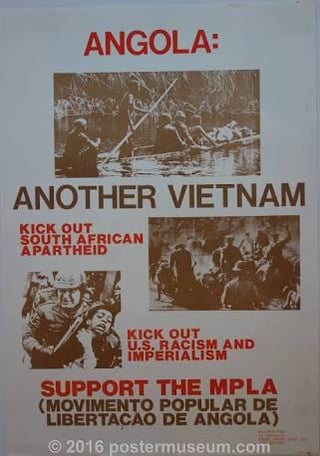 ANGOLA:
ANOTHER VIETNAM
KICK OUT
SOUTH AFRICAN
APARTHEID
KICK OUT
U.S. RACISM AND
IMPERIALISM
SUPPORT THE MPLA
(MOVIMENTO POPULAR DE
LIBERTAÇAO DE ANGOLA)
© 2016 postermuseum.com